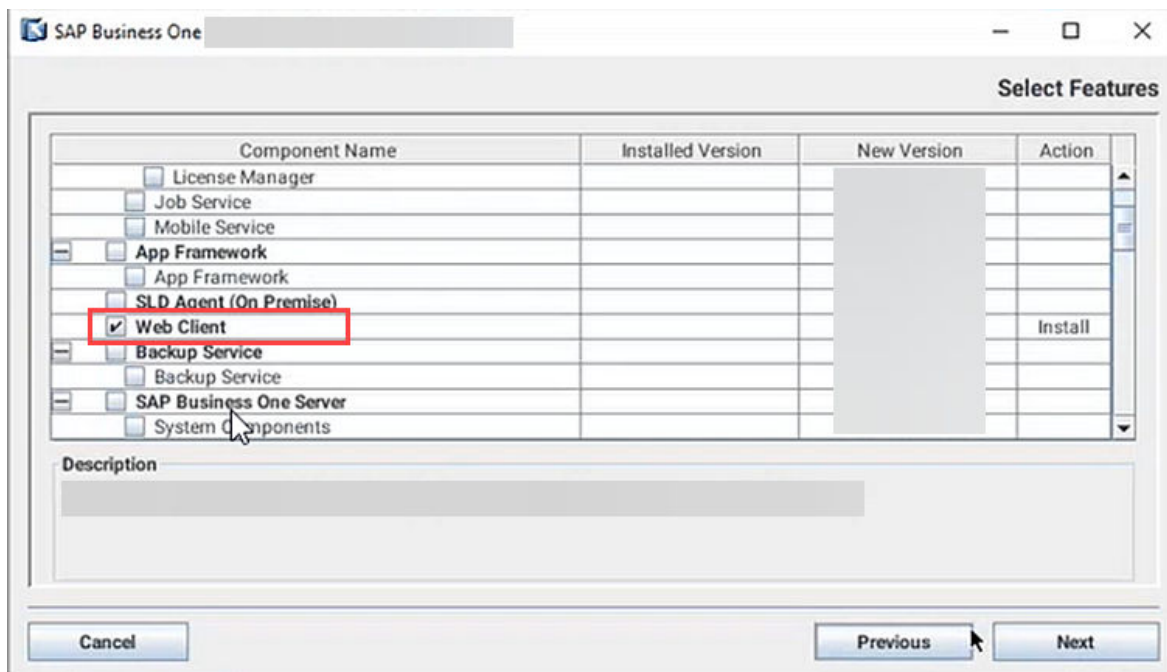 SAP Business One
Select Features
Component Name Installed Version New Version Action
License Manager
Job Service
Mobile Service
App Framework
App Framework
SLD Agent (On Premise)
Web Client Install
Backup Service
Backup Service
SAP Business One Server
System Components
Description
Cancel Previous Next